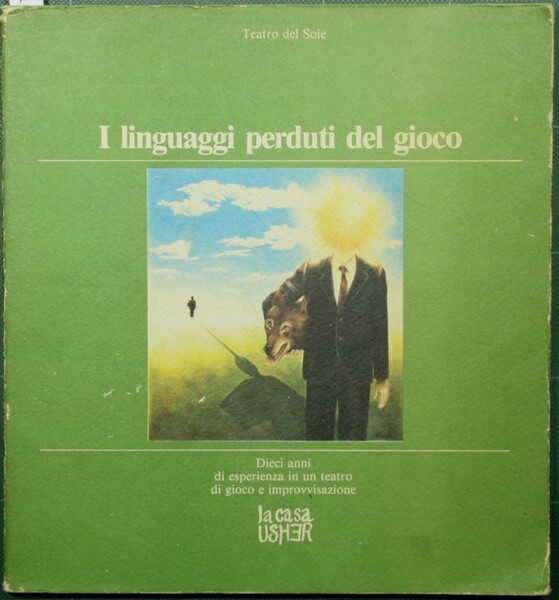 Teatro del Sole
I linguaggi perduti del gioco
Dieci anni
di esperienza in un teatro
di gioco e improvvisazione
la casa
USHER